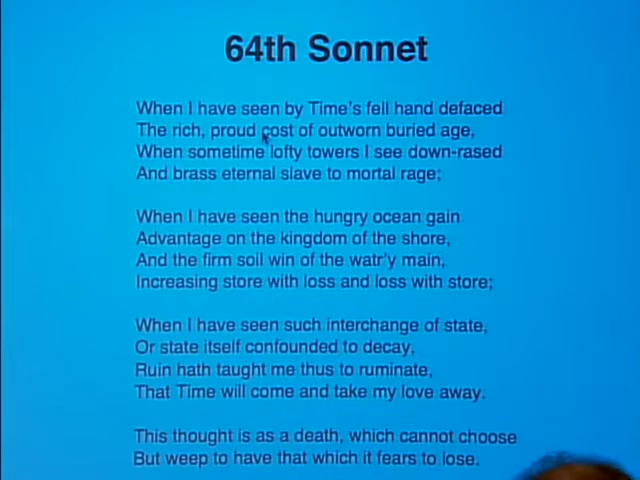 64th Sonnet
When I have seen by Time's fell hand defaced
The rich, proud cost of outworn buried age,
When sometime lofty towers I see down-rased
And brass eternal slave to mortal rage;
When I have seen the hungry ocean gain
Advantage on the kingdom of the shore,
And the firm soil win of the watr'y main,
Increasing store with loss and loss with store;
When I have seen such interchange of state,
Or state itself confounded to decay,
Ruin hath taught me thus to ruminate,
That Time will come and take my love away.
This thought is as a death, which cannot choose
But weep to have that which it fears to lose.